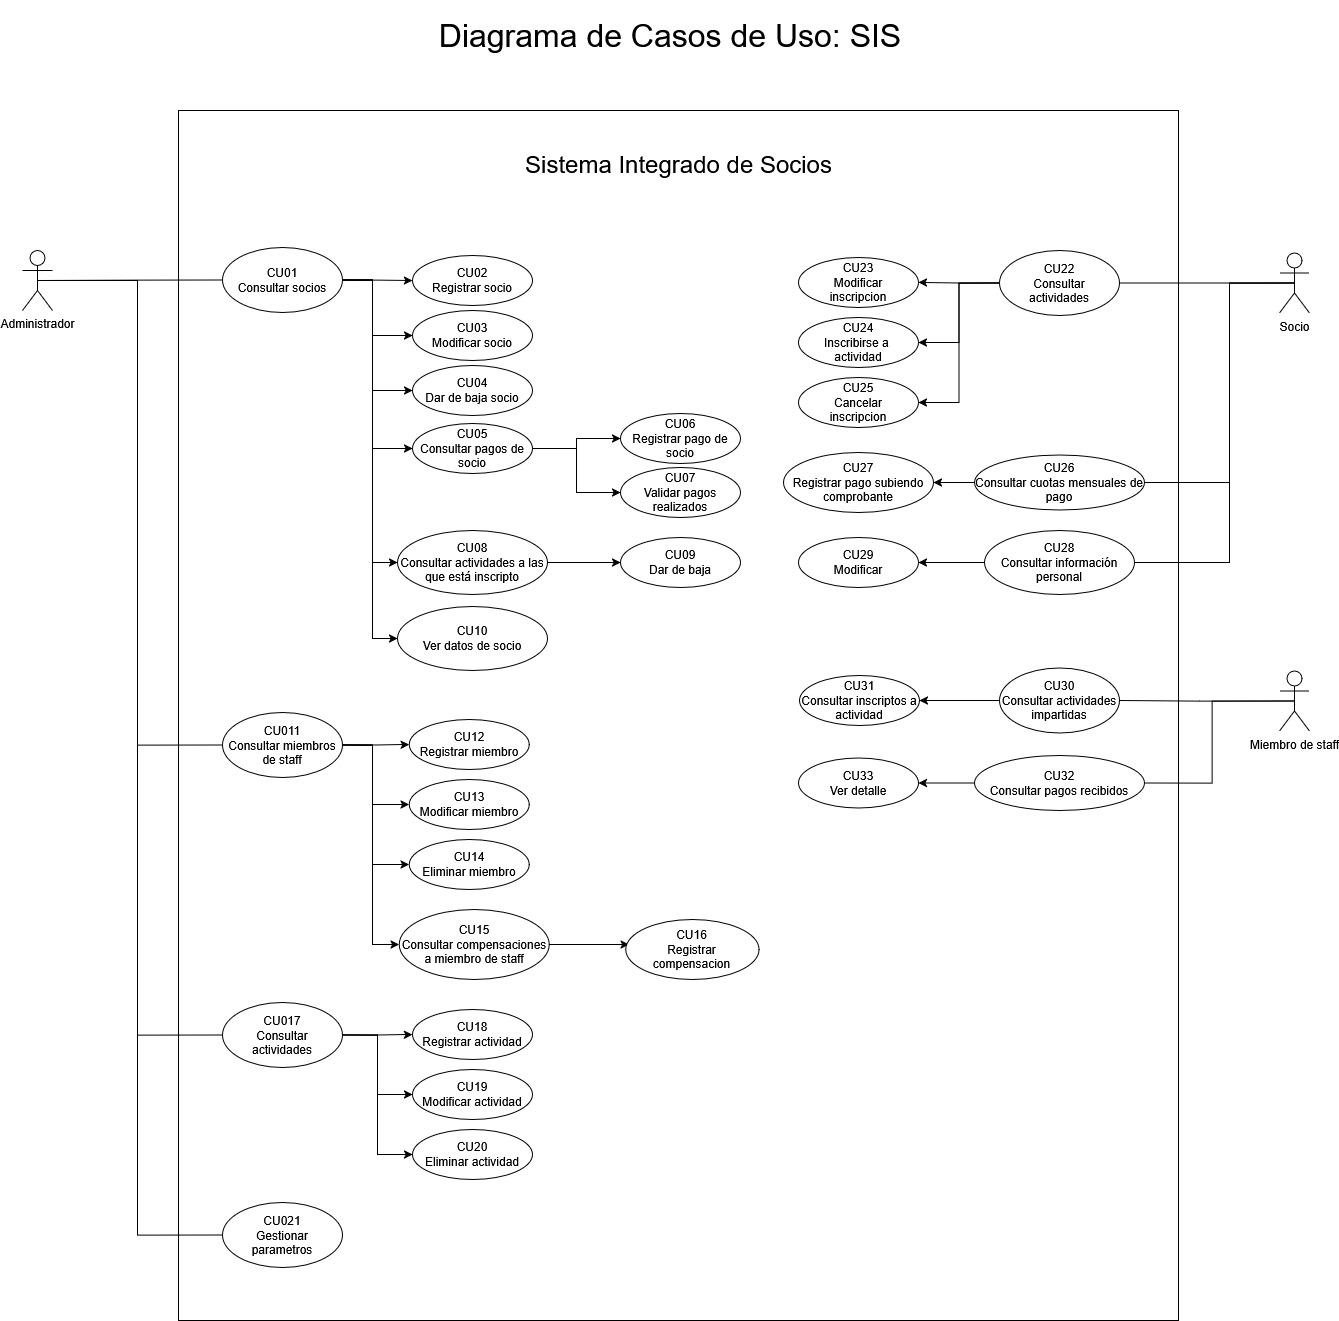 Diagrama de Casos de Uso: SIS
Sistema Integrado de Socios
Administrador
CU01
Consultar socios
CU02
Registrar socio
CU03
Modificar socio
CU04
Dar de baja socio
CU05
Consultar pagos de
socio
CU06
Registrar pago de
socio
CU07
Validar pagos
realizados
CU08
Consultar actividades a las
que está inscripto
CU09
Dar de baja
CU10
Ver datos de socio
CU011
Consultar miembros
de staff
CU12
Registrar miembro
CU13
Modificar miembro
CU14
Eliminar miembro
CU15
Consultar compensaciones
a miembro de staff
CU16
Registrar
compensacion
CU017
Consultar
actividades
CU18
Registrar actividad
CU19
Modificar actividad
CU20
Eliminar actividad
CU021
Gestionar
parametros
Socio
CU22
Consultar
actividades
CU23
Modificar
inscripcion
CU24
Inscribirse a
actividad
CU25
Cancelar
inscripcion
CU26
Consultar cuotas mensuales de
pago
CU27
Registrar pago subiendo
comprobante
CU28
Consultar información
personal
CU29
Modificar
Miembro de staff
CU30
Consultar actividades
impartidas
CU31
Consultar inscriptos a
actividad
CU32
Consultar pagos recibidos
CU33
Ver detalle